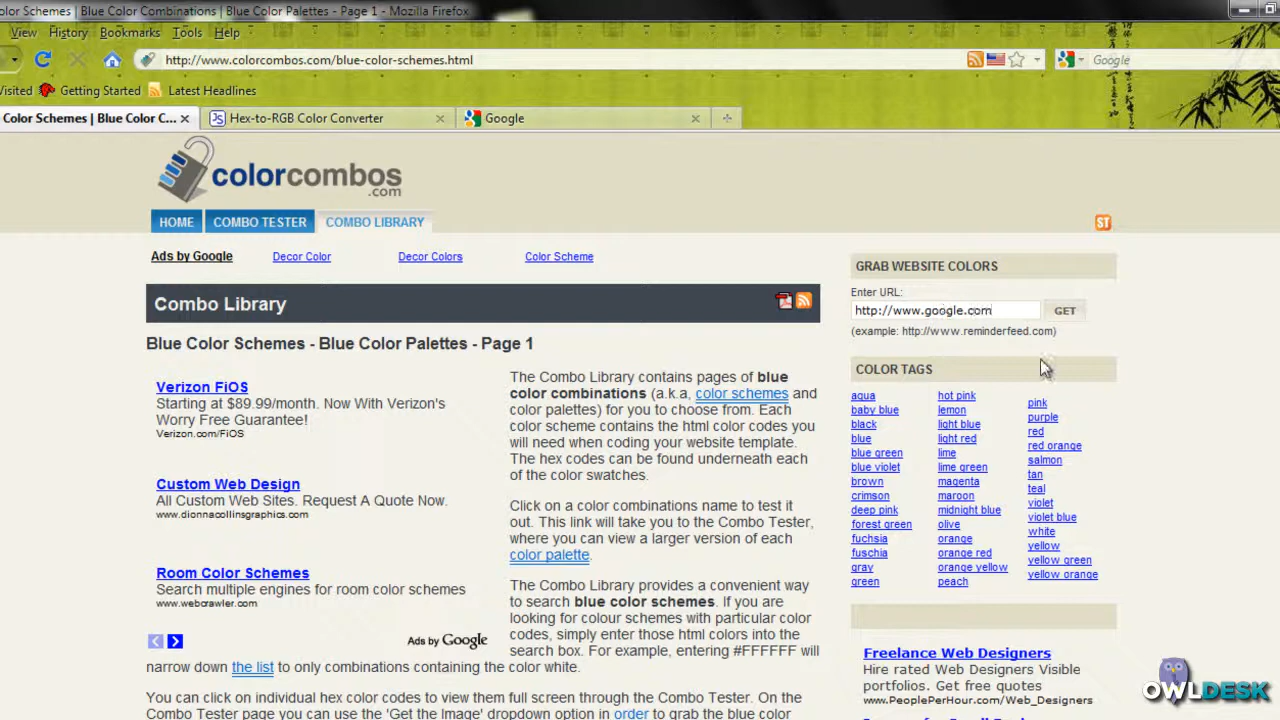 olor Schemes | Blue Color Combinations | Blue Color Palettes - Page 1 - Mozilla Firefox
View History Bookmarks Tools Help
http://www.colorcombos.com/blue-color-schemes.html
Google
Visited Getting Started Latest Headlines
Color Schemes | Blue Color C...
Hex-to-RGB Color Converter
Google
colorcombos
.com
HOME
COMBO TESTER
COMBO LIBRARY
ST
Ads by Google
Decor Color
Decor Colors
Color Scheme
Combo Library
Blue Color Schemes - Blue Color Palettes - Page 1
Verizon FiOS
Starting at $89.99/month. Now With Verizon's
Worry Free Guarantee!
Verizon.com/FiOS
Custom Web Design
All Custom Web Sites. Request A Quote Now.
www.diannacollinsgraphics.com
Room Color Schemes
Search multiple engines for room color schemes
www.webcrawler.com
Ads by Google
The Combo Library contains pages of blue
color combinations (a.k.a, color schemes and
color palettes) for you to choose from. Each
color scheme contains the html color codes you
will need when coding your website template.
The hex codes can be found underneath each
of the color swatches.
Click on a color combinations name to test it
out. This link will take you to the Combo Tester,
where you can view a larger version of each
color palette.
The Combo Library provides a convenient way
to search blue color schemes. If you are
looking for colour schemes with particular color
codes, simply enter those html colors into the
search box. For example, entering #FFFFFF will
narrow down the list to only combinations containing the color white.
You can click on individual hex color codes to view them full screen through the Combo Tester. On the
Combo Tester page you can use the 'Get the Image' dropdown option in order to grab the blue color
GRAB WEBSITE COLORS
Enter URL:
http://www.google.com
GET
(example: http://www.reminderfeed.com)
COLOR TAGS
aqua
baby blue
black
blue
blue green
blue violet
brown
crimson
deep pink
forest green
fuchsia
fuschia
gray
green
hot pink
lemon
light blue
light red
lime
lime green
magenta
maroon
midnight blue
olive
orange
orange red
orange yellow
peach
pink
purple
red
red orange
salmon
tan
teal
violet
violet blue
white
yellow
yellow green
yellow orange
Freelance Web Designers
Hire rated Web Designers Visible
portfolios. Get free quotes
www.PeoplePerHour.com/Web_Designers
OWLDESK